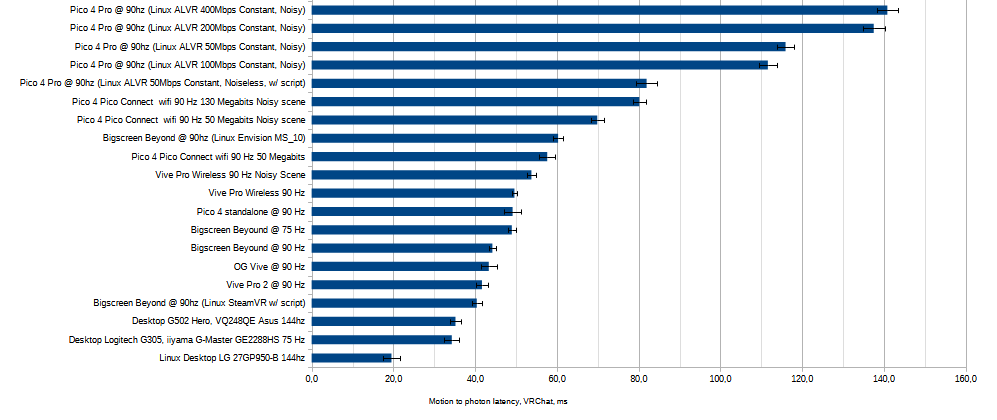 Pico 4 Pro @ 90hz (Linux ALVR 400Mbps Constant, Noisy)
Pico 4 Pro @ 90hz (Linux ALVR 200Mbps Constant, Noisy)
Pico 4 Pro @ 90hz (Linux ALVR 50Mbps Constant, Noisy)
Pico 4 Pro @ 90hz (Linux ALVR 100Mbps Constant, Noisy)
Pico 4 Pro @ 90hz (Linux ALVR 50Mbps Constant, Noiseless, w/ script)
Pico 4 Pico Connect  wifi 90 Hz 130 Megabits Noisy scene
Pico 4 Pico Connect  wifi 90 Hz 50 Megabits Noisy scene
Bigscreen Beyond @ 90hz (Linux Envision MS_10)
Pico 4 Pico Connect wifi 90 Hz 50 Megabits
Vive Pro Wireless 90 Hz Noisy Scene
Vive Pro Wireless 90 Hz
Pico 4 standalone @ 90 Hz
Bigscreen Beyound @ 75 Hz
Bigscreen Beyound @ 90 Hz
OG Vive @ 90 Hz
Vive Pro 2 @ 90 Hz
Bigscreen Beyond @ 90hz (Linux SteamVR w/ script)
Desktop G502 Hero, VQ248QE Asus 144hz
Desktop Logitech G305, iiyama G-Master GE2288HS 75 Hz
Linux Desktop LG 27GP950-B 144hz
0,0 20,0 40,0 60,0 80,0 100,0 120,0 140,0 160,0
Motion to photon latency, VRChat, ms